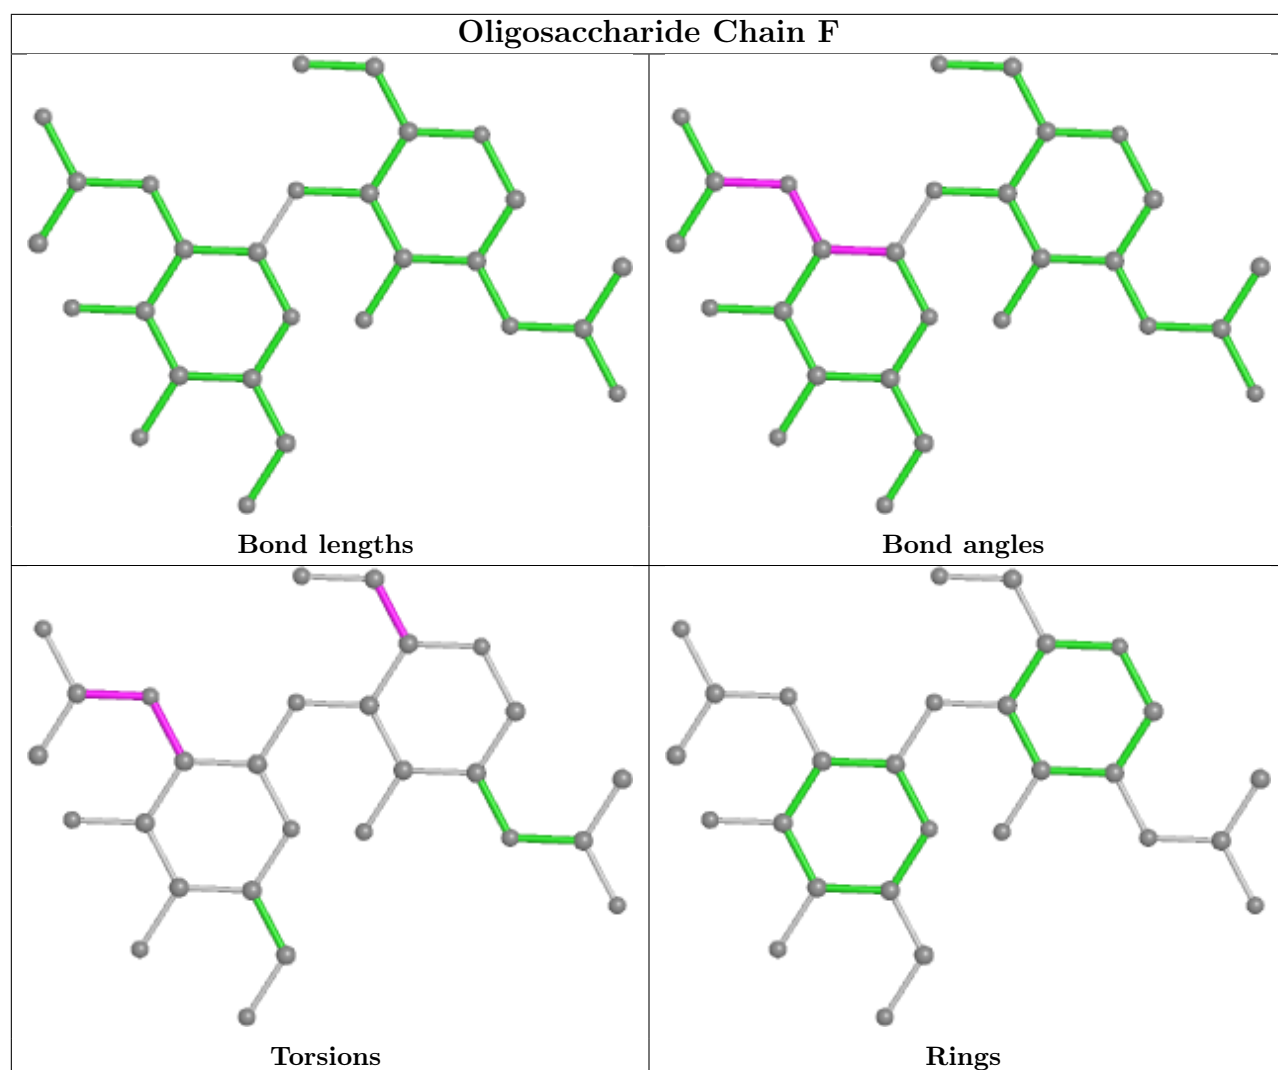 Oligosaccharide Chain F
Bond lengths
Bond angles
Torsions
Rings